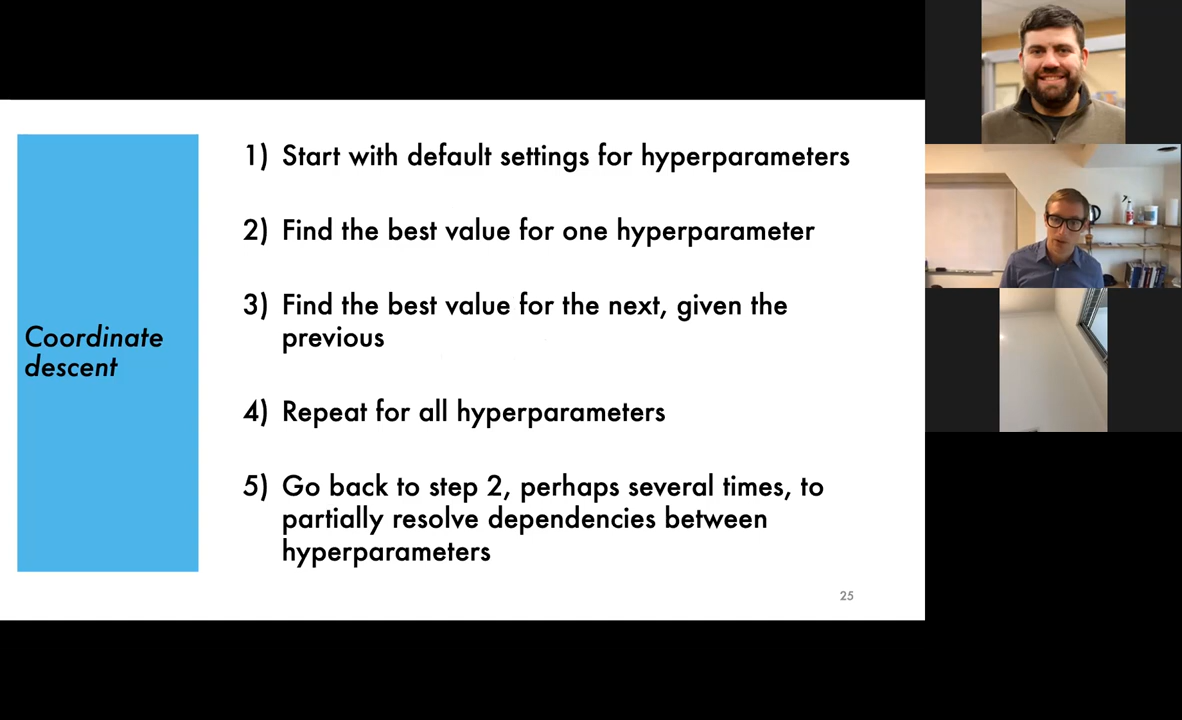 Coordinate
descent
1) Start with default settings for hyperparameters
2) Find the best value for one hyperparameter
3) Find the best value for the next, given the
previous
4) Repeat for all hyperparameters
5) Go back to step 2, perhaps several times, to
partially resolve dependencies between
hyperparameters
25